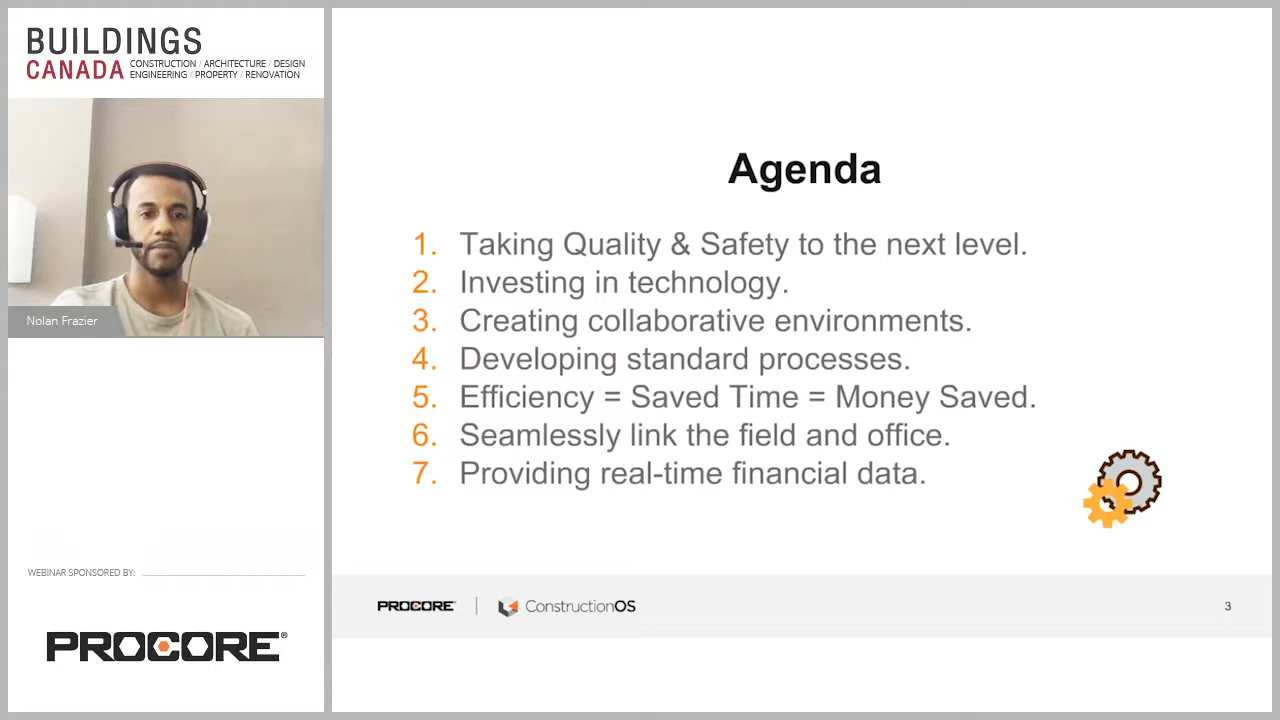 BUILDINGS
CANADA
CONSTRUCTION / ARCHITECTURE / DESIGN
ENGINEERING / PROPERTY / RENOVATION
Nolan Frazier
WEBINAR SPONSORED BY:
PROCORE®
Agenda
1. Taking Quality & Safety to the next level.
2. Investing in technology.
3. Creating collaborative environments.
4. Developing standard processes.
5. Efficiency = Saved Time = Money Saved.
6. Seamlessly link the field and office.
7. Providing real-time financial data.
PROCORE | ConstructionOS
3